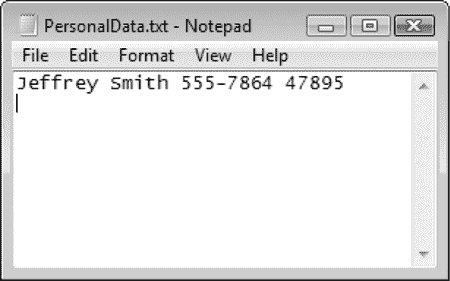 PersonalData.txt - Notepad
File Edit Format View Help
Jeffrey Smith 555-7864 47895